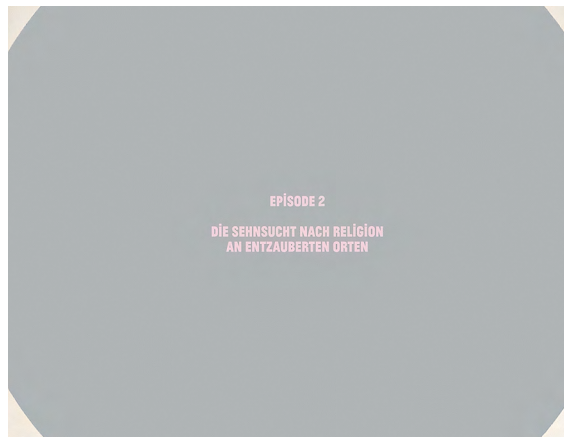 EPİSODE 2
DİE SEHNSUCHT NACH RELİGİON
AN ENTZAUBERTEN ORTEN